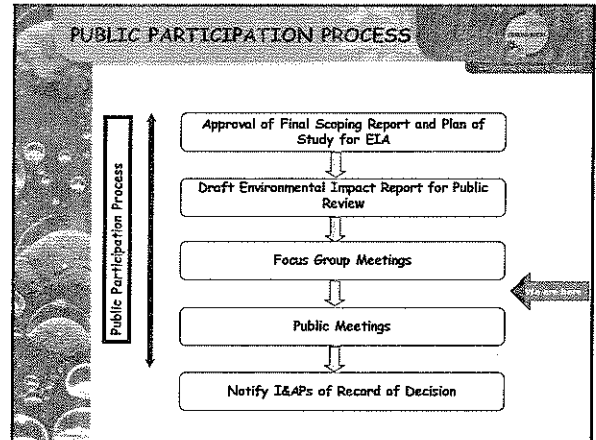 PUBLIC PARTICIPATION PROCESS
Public Participation Process
Approval of Final Scoping Report and Plan of
Study for EIA
Draft Environmental Impact Report for Public
Review
Focus Group Meetings
Public Meetings
Notify I&APs of Record of Decision